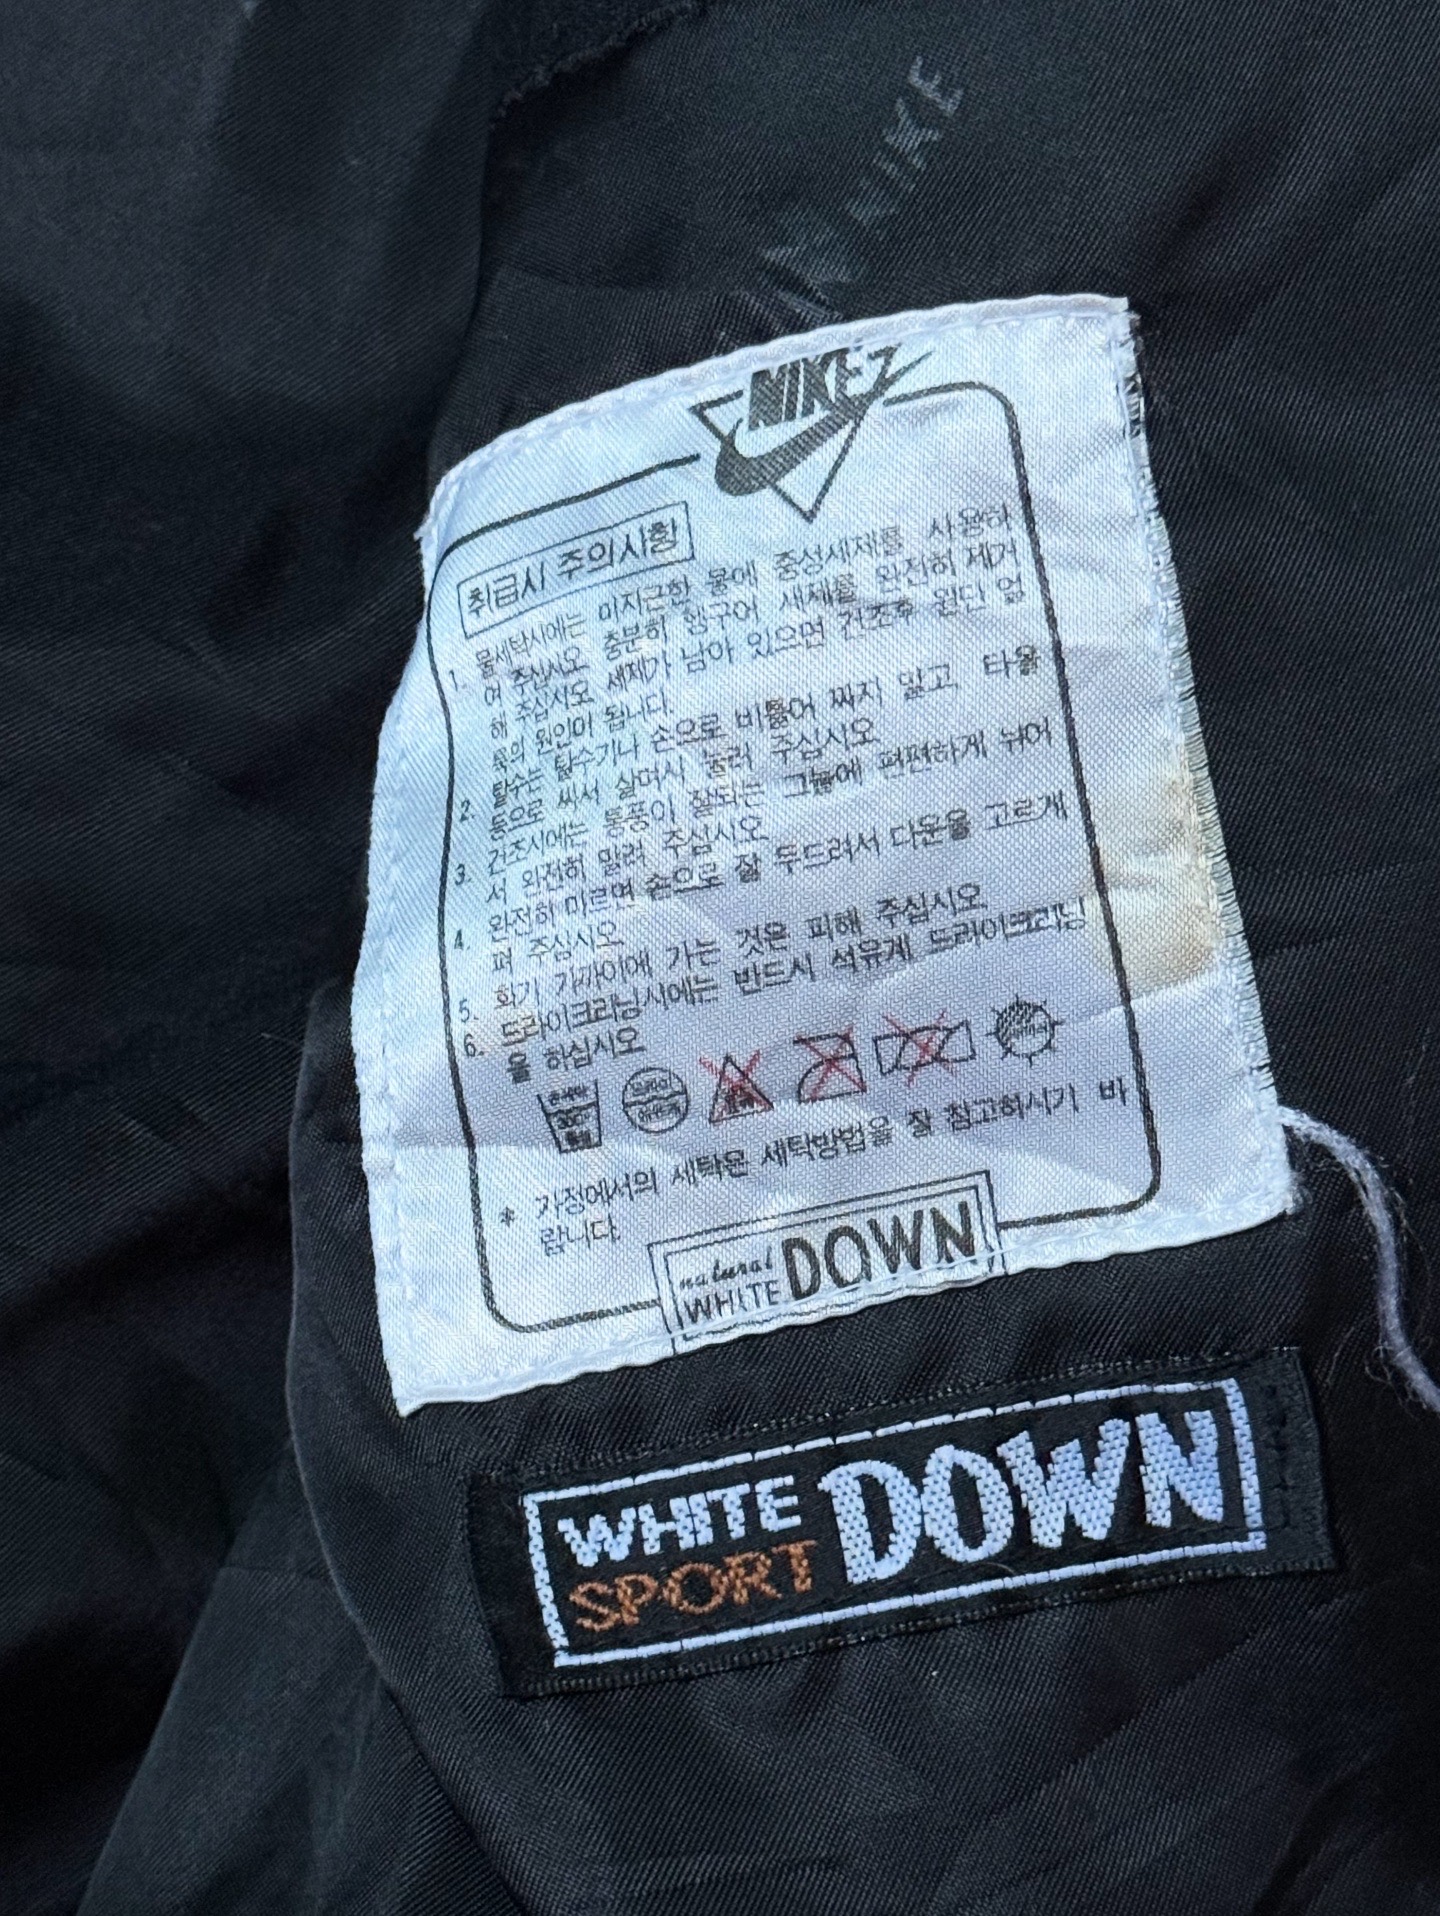 NIKE
NIKE
취급시 주의사항
1. 물세탁시에는 미지근한 물에 중성세제를 사용하
여 주십시오 충분히 헹구어 세제를 완전히 제거
해 주십시오 세제가 남아 있으면 건조후 원단 얼
룩의 원인이 됩니다.
2. 탈수는 탈수기나 손으로 비틀어 짜지 말고, 타올
등으로 싸서 살며시 눌러 주십시오
3. 건조시에는 통풍이 잘되는 그늘에 편편하게 뉘어
서 완전히 말려 주십시오
4. 완전히 마르면 손으로 잘 두드려서 다운을 고르게
펴 주십시오
5. 화기 가까이에 가는 것은 피해 주십시오
6. 드라이크리닝시에는 반드시 석유계 드라이크리닝
을 하십시오
드라이
* 가정에서의 세탁은 세탁방법을 잘 참고하시기 바
랍니다.
natural
WHITE DOWN
WHITE DOWN
SPORT